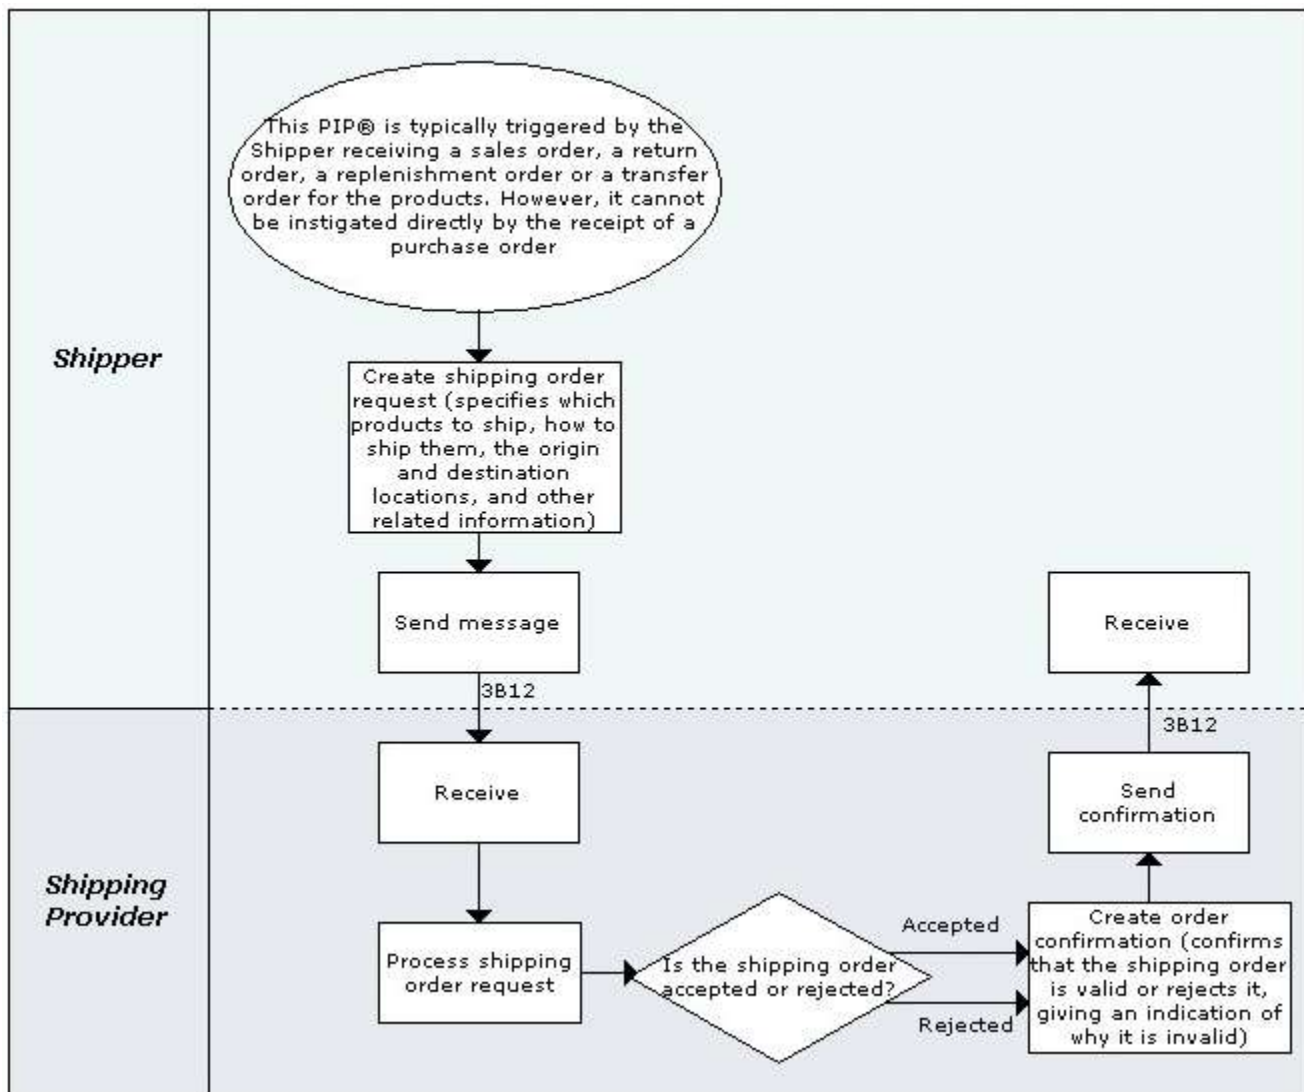 This PIP® is typically triggered by the
Shipper receiving a sales order, a return
order, a replenishment order or a transfer
order for the products. However, it cannot
be instigated directly by the receipt of a
purchase order
Shipper
Create shipping order
request (specifies which
products to ship, how to
ship them, the origin
and destination
locations, and other
related information)
Send message
Receive
3B12
3B12
Receive
Send
confirmation
Shipping
Provider
Process shipping
order request
Is the shipping order
accepted or rejected?
Accepted
Rejected
Create order
confirmation (confirms
that the shipping order
is valid or rejects it,
giving an indication of
why it is invalid)